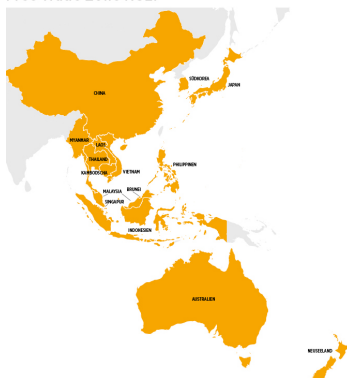 SÜDKOREA
JAPAN
CHINA
MYANMAR
LAOS
THAILAND
PHILIPPINEN
KAMBODSCHA
VIETNAM
MALAYSIA
BRUNEI
SINGAPUR
INDONESIEN
AUSTRALIEN
NEUSEELAND